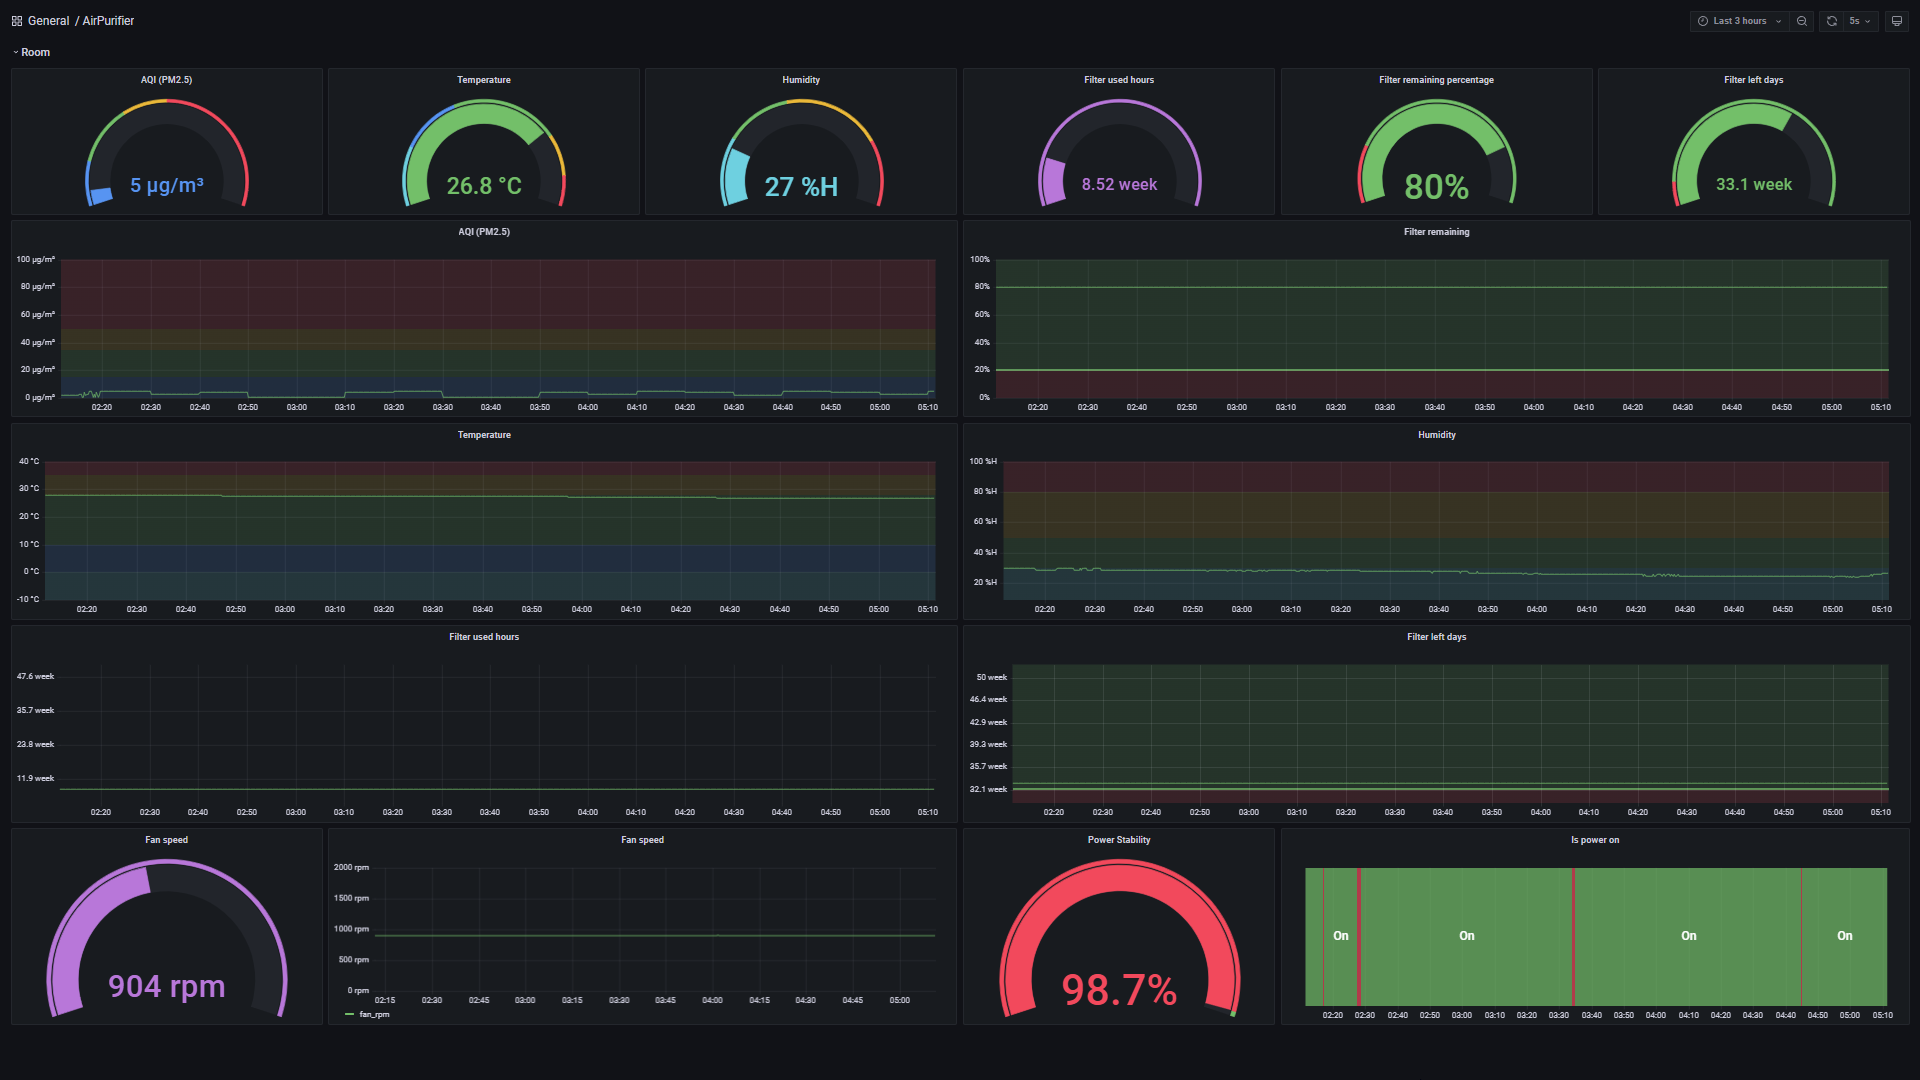 General / AirPurifier
Last 3 hours
5s
Room
AQI (PM2.5)
5 µg/m³
Temperature
26.8 °C
Humidity
27 %H
Filter used hours
8.52 week
Filter remaining percentage
80%
Filter left days
33.1 week
AQI (PM2.5)
100 µg/m³
80 µg/m³
60 µg/m³
40 µg/m³
20 µg/m³
0 µg/m³
02:20 02:30 02:40 02:50 03:00 03:10 03:20 03:30 03:40 03:50 04:00 04:10 04:20 04:30 04:40 04:50 05:00 05:10
Filter remaining
100%
80%
60%
40%
20%
0%
02:20 02:30 02:40 02:50 03:00 03:10 03:20 03:30 03:40 03:50 04:00 04:10 04:20 04:30 04:40 04:50 05:00 05:10
Temperature
40 °C
30 °C
20 °C
10 °C
0 °C
-10 °C
02:20 02:30 02:40 02:50 03:00 03:10 03:20 03:30 03:40 03:50 04:00 04:10 04:20 04:30 04:40 04:50 05:00 05:10
Humidity
100 %H
80 %H
60 %H
40 %H
20 %H
02:20 02:30 02:40 02:50 03:00 03:10 03:20 03:30 03:40 03:50 04:00 04:10 04:20 04:30 04:40 04:50 05:00 05:10
Filter used hours
47.6 week
35.7 week
23.8 week
11.9 week
02:20 02:30 02:40 02:50 03:00 03:10 03:20 03:30 03:40 03:50 04:00 04:10 04:20 04:30 04:40 04:50 05:00 05:10
Filter left days
50 week
46.4 week
42.9 week
39.3 week
35.7 week
32.1 week
02:20 02:30 02:40 02:50 03:00 03:10 03:20 03:30 03:40 03:50 04:00 04:10 04:20 04:30 04:40 04:50 05:00 05:10
Fan speed
904 rpm
Fan speed
2000 rpm
1500 rpm
1000 rpm
500 rpm
0 rpm
02:15 02:30 02:45 03:00 03:15 03:30 03:45 04:00 04:15 04:30 04:45 05:00
fan_rpm
Power Stability
98.7%
Is power on
On On On On
02:20 02:30 02:40 02:50 03:00 03:10 03:20 03:30 03:40 03:50 04:00 04:10 04:20 04:30 04:40 04:50 05:00 05:10